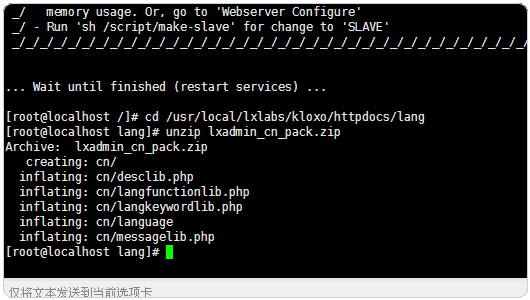 _/   memory usage. Or, go to 'Webserver Configure'
_/ - Run 'sh /script/make-slave' for change to 'SLAVE'
_/_/_/_/_/_/_/_/_/_/_/_/_/_/_/_/_/_/_/_/_/_/_/_/_/_/_/_/_/_/_/_/_/_/_/_/_/
... Wait until finished (restart services) ...
[root@localhost /]# cd /usr/local/lxlabs/kloxo/httpdocs/lang
[root@localhost lang]# unzip lxadmin_cn_pack.zip
Archive:  lxadmin_cn_pack.zip
   creating: cn/
  inflating: cn/desclib.php
  inflating: cn/langfunctionlib.php
  inflating: cn/langkeywordlib.php
  inflating: cn/language
  inflating: cn/messagelib.php
[root@localhost lang]#
仅将文本发送到当前选项卡